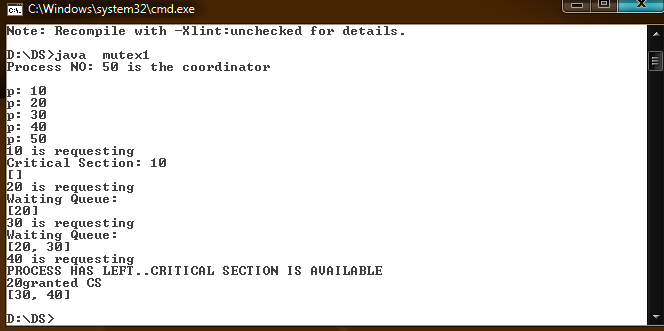 C:\Windows\system32\cmd.exe
Note: Recompile with -Xlint:unchecked for details.
D:\DS>java  mutex1
Process NO: 50 is the coordinator
p: 10
p: 20
p: 30
p: 40
p: 50
10 is requesting
Critical Section: 10
[]
20 is requesting
Waiting Queue:
[20]
30 is requesting
Waiting Queue:
[20, 30]
40 is requesting
PROCESS HAS LEFT..CRITICAL SECTION IS AVAILABLE
20granted CS
[30, 40]
D:\DS>